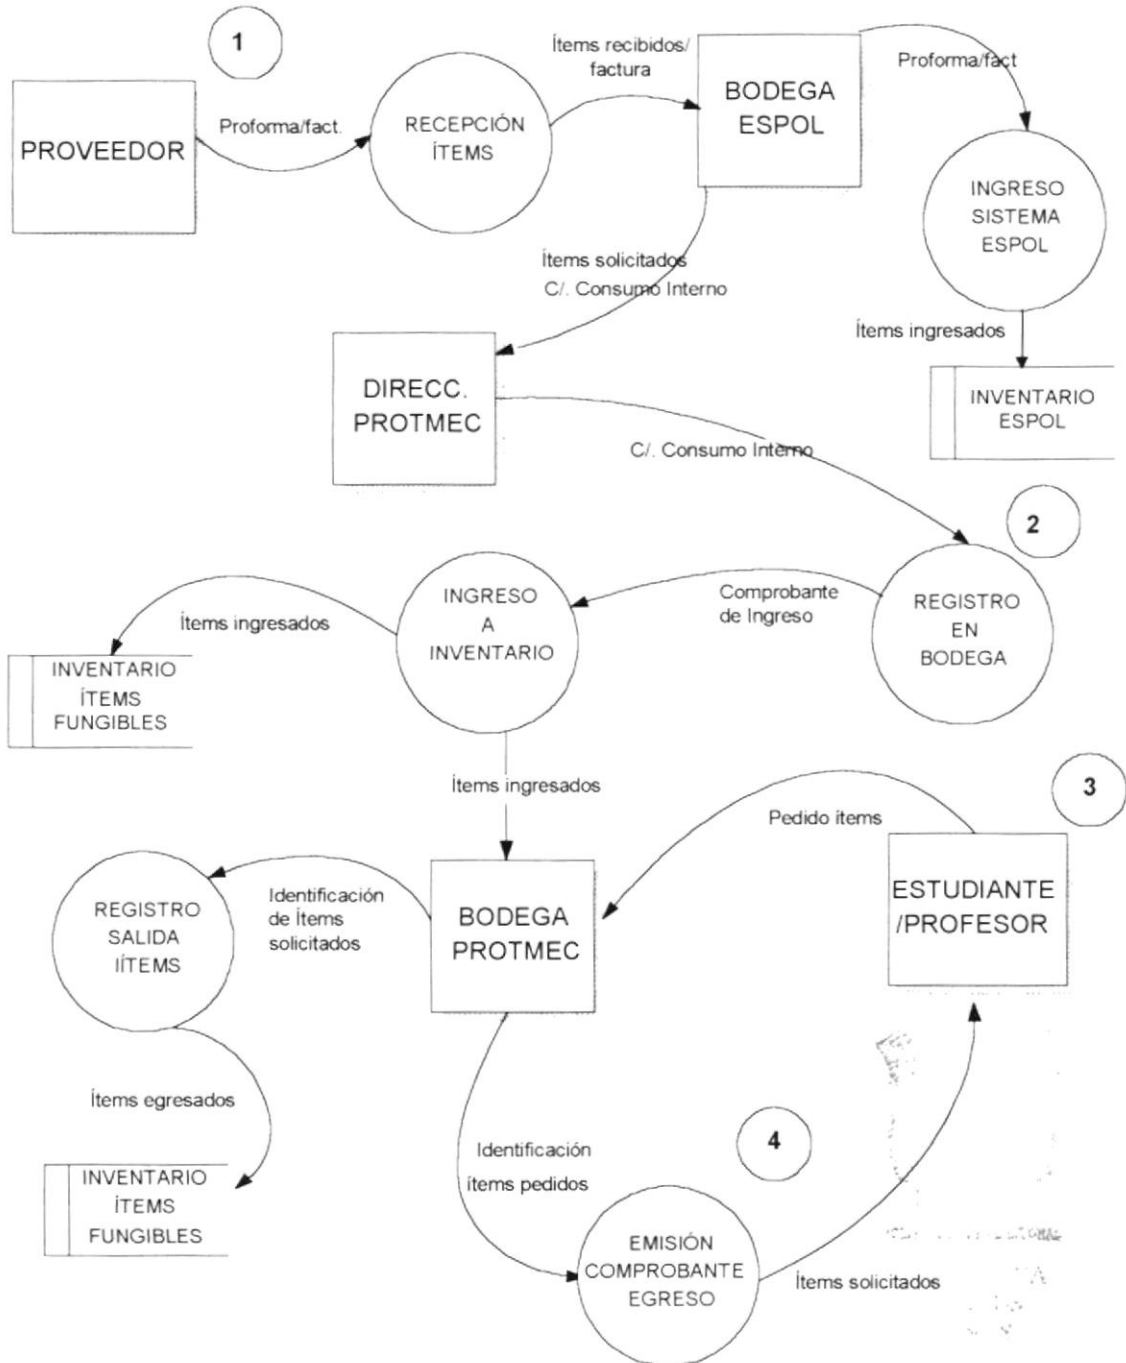 1
PROVEEDOR
Proforma/fact.
RECEPCIÓN
ÍTEMS
Ítems recibidos/
factura
BODEGA
ESPOL
Proforma/fact
INGRESO
SISTEMA
ESPOL
Ítems solicitados
C/. Consumo Interno
Ítems ingresados
INVENTARIO
ESPOL
DIRECC.
PROTMEC
C/. Consumo Interno
2
REGISTRO
EN
BODEGA
Comprobante
de Ingreso
INGRESO
A
INVENTARIO
Ítems ingresados
INVENTARIO
ÍTEMS
FUNGIBLES
Ítems ingresados
3
Pedido ítems
ESTUDIANTE
/PROFESOR
BODEGA
PROTMEC
Identificación
de Ítems
solicitados
REGISTRO
SALIDA
IÍTEMS
Ítems egresados
INVENTARIO
ÍTEMS
FUNGIBLES
Identificación
ítems pedidos
4
EMISIÓN
COMPROBANTE
EGRESO
Ítems solicitados